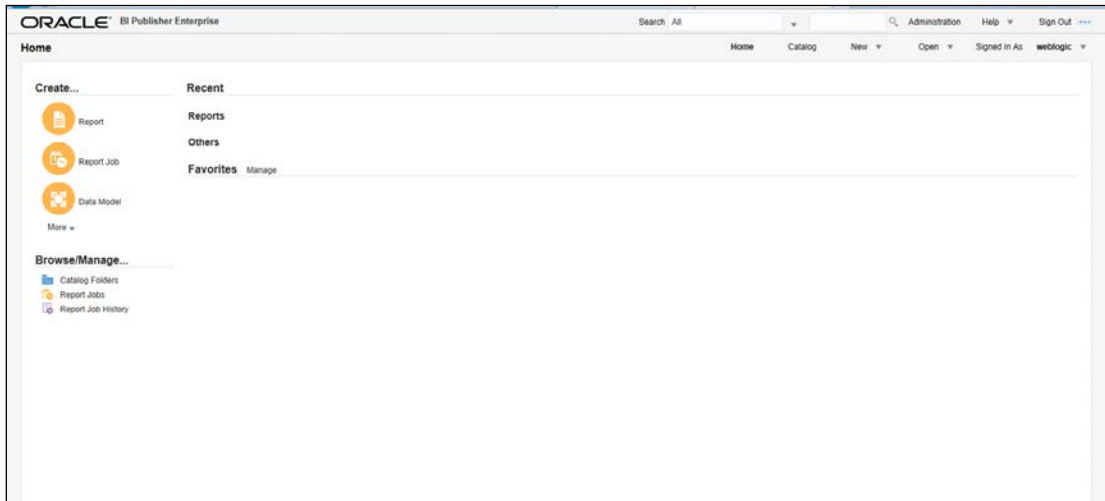 ORACLE BI Publisher Enterprise Search All Administration Help Sign Out
Home Home Catalog New Open Signed In As weblogic
Create...
Report
Report Job
Data Model
More
Recent
Reports
Others
Favorites Manage
Browse/Manage...
Catalog Folders
Report Jobs
Report Job History